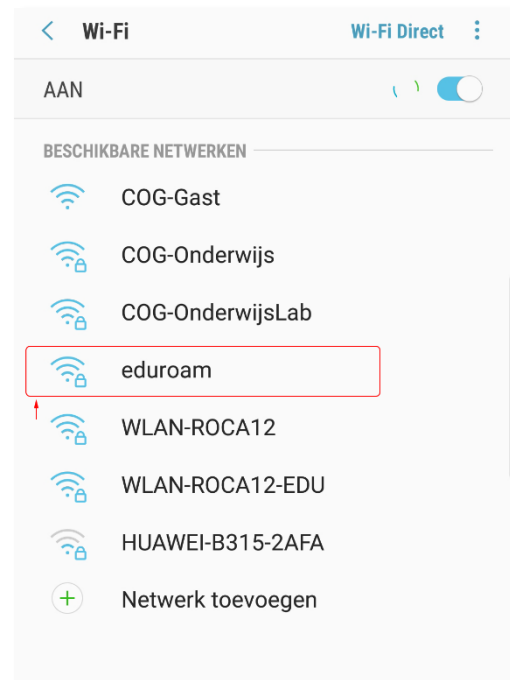 Wi-Fi Wi-Fi Direct
AAN
BESCHIKBARE NETWERKEN
COG-Gast
COG-Onderwijs
COG-OnderwijsLab
eduroam
WLAN-ROCA12
WLAN-ROCA12-EDU
HUAWEI-B315-2AFA
Netwerk toevoegen